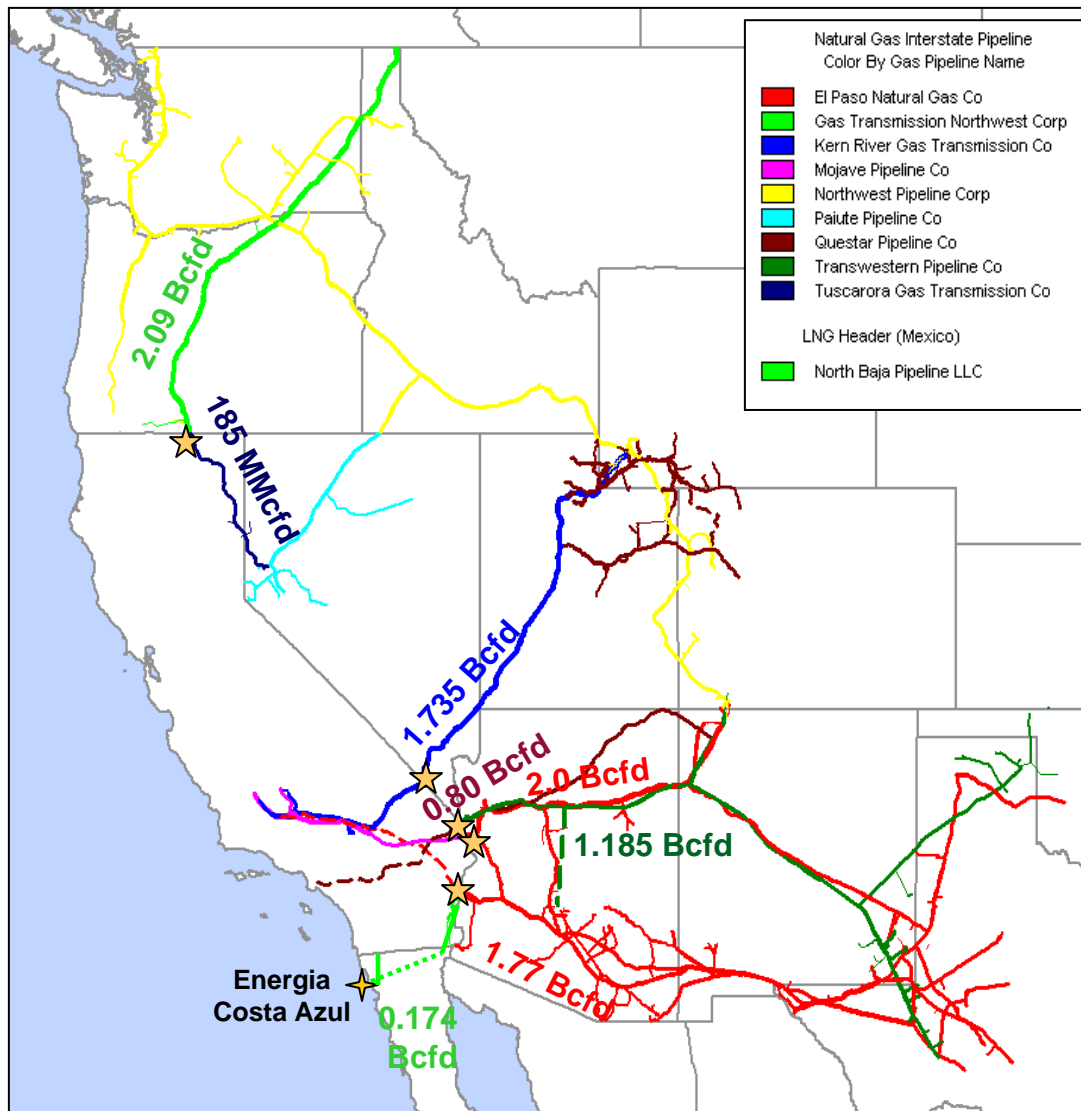 Natural Gas Interstate Pipeline
Color By Gas Pipeline Name
El Paso Natural Gas Co
Gas Transmission Northwest Corp
Kern River Gas Transmission Co
Mojave Pipeline Co
Northwest Pipeline Corp
Paiute Pipeline Co
Questar Pipeline Co
Transwestern Pipeline Co
Tuscarora Gas Transmission Co
LNG Header (Mexico)
North Baja Pipeline LLC
2.09 Bcfd
185 MMcfd
1.735 Bcfd
0.80 Bcfd
2.0 Bcfd
1.185 Bcfd
1.77 Bcfd
Energia
Costa Azul
0.174
Bcfd